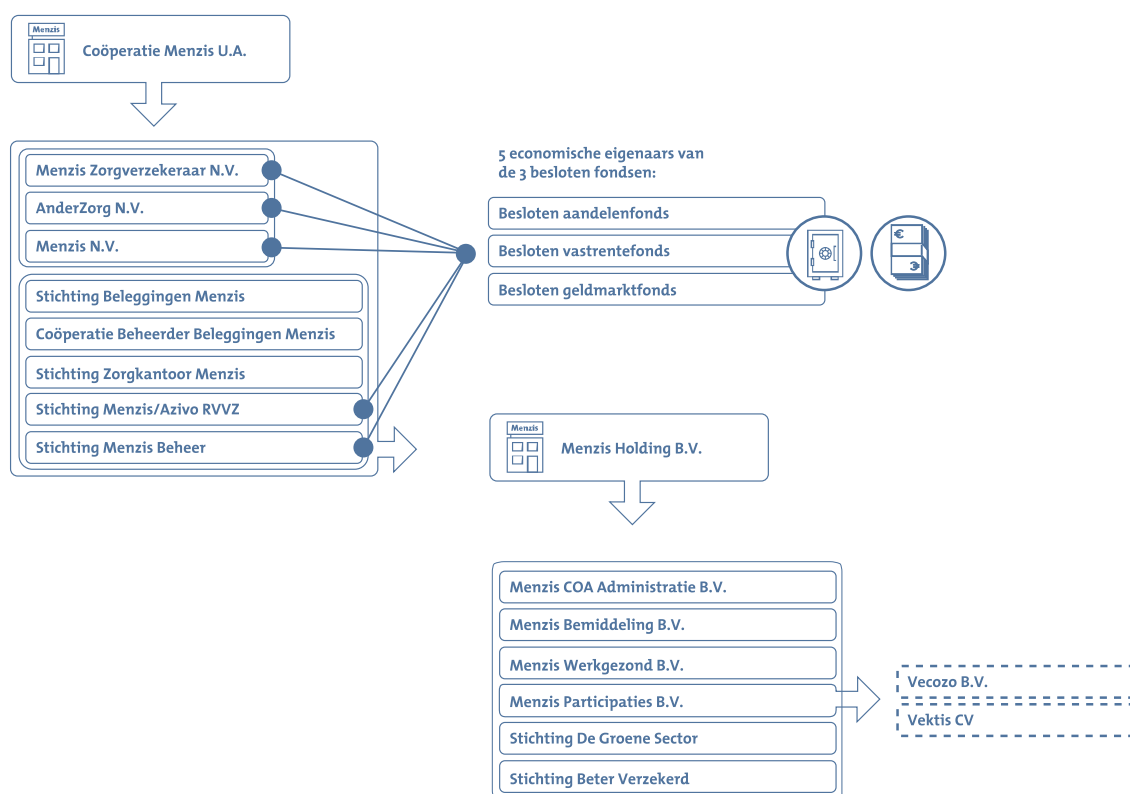 Menzis
Coöperatie Menzis U.A.
Menzis Zorgverzekeraar N.V.
AnderZorg N.V.
Menzis N.V.
Stichting Beleggingen Menzis
Coöperatie Beheerder Beleggingen Menzis
Stichting Zorgkantoor Menzis
Stichting Menzis/Azivo RVVZ
Stichting Menzis Beheer
5 economische eigenaars van
de 3 besloten fondsen:
Besloten aandelenfonds
Besloten vastrentefonds
Besloten geldmarktfonds
€
€
Menzis
Menzis Holding B.V.
Menzis COA Administratie B.V.
Menzis Bemiddeling B.V.
Menzis Werkgezond B.V.
Menzis Participaties B.V.
Stichting De Groene Sector
Stichting Beter Verzekerd
Vecozo B.V.
Vektis CV